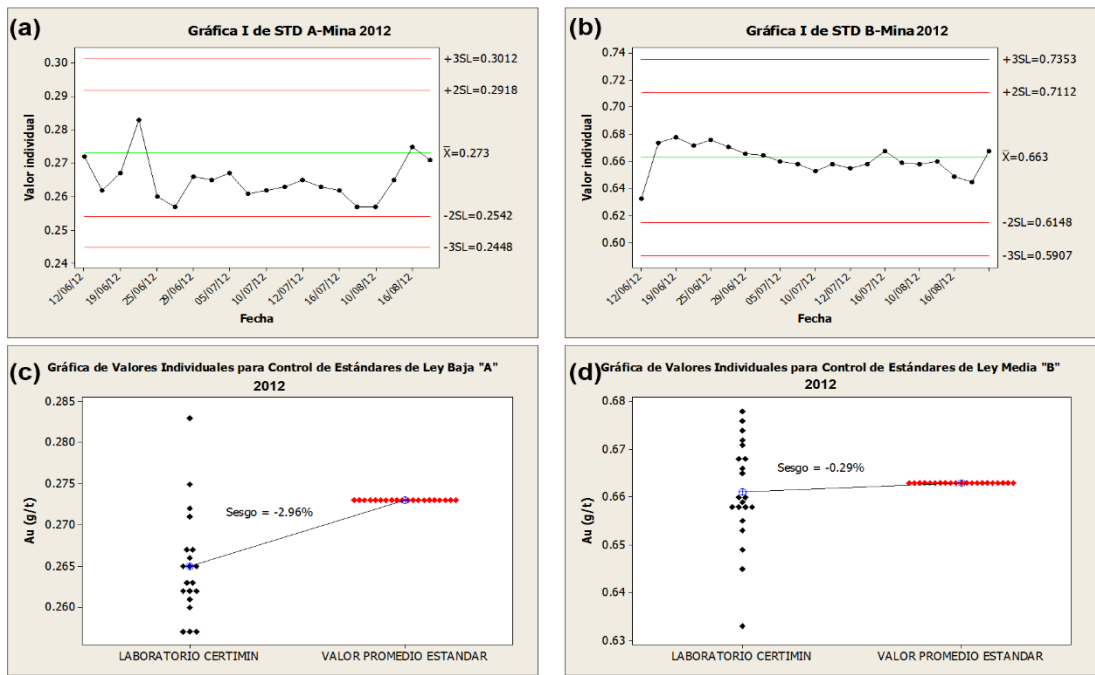 (a)
Gráfica I de STD A-Mina 2012
Valor individual
0.30
0.29
0.28
0.27
0.26
0.25
0.24
+3SL=0.3012
+2SL=0.2918
X̄=0.273
-2SL=0.2542
-3SL=0.2448
12/06/12
19/06/12
25/06/12
29/06/12
05/07/12
10/07/12
12/07/12
16/07/12
10/08/12
16/08/12
Fecha
(b)
Gráfica I de STD B-Mina 2012
Valor individual
0.74
0.72
0.70
0.68
0.66
0.64
0.62
0.60
+3SL=0.7353
+2SL=0.7112
X̄=0.663
-2SL=0.6148
-3SL=0.5907
12/06/12
19/06/12
25/06/12
29/06/12
05/07/12
10/07/12
12/07/12
16/07/12
10/08/12
16/08/12
Fecha
(c)
Gráfica de Valores Individuales para Control de Estándares de Ley Baja "A"
2012
Au (g/t)
0.285
0.280
0.275
0.270
0.265
0.260
Sesgo = -2.96%
LABORATORIO CERTIMIN
VALOR PROMEDIO ESTANDAR
(d)
Gráfica de Valores Individuales para Control de Estándares de Ley Media "B"
2012
Au (g/t)
0.68
0.67
0.66
0.65
0.64
0.63
Sesgo = -0.29%
LABORATORIO CERTIMIN
VALOR PROMEDIO ESTANDAR